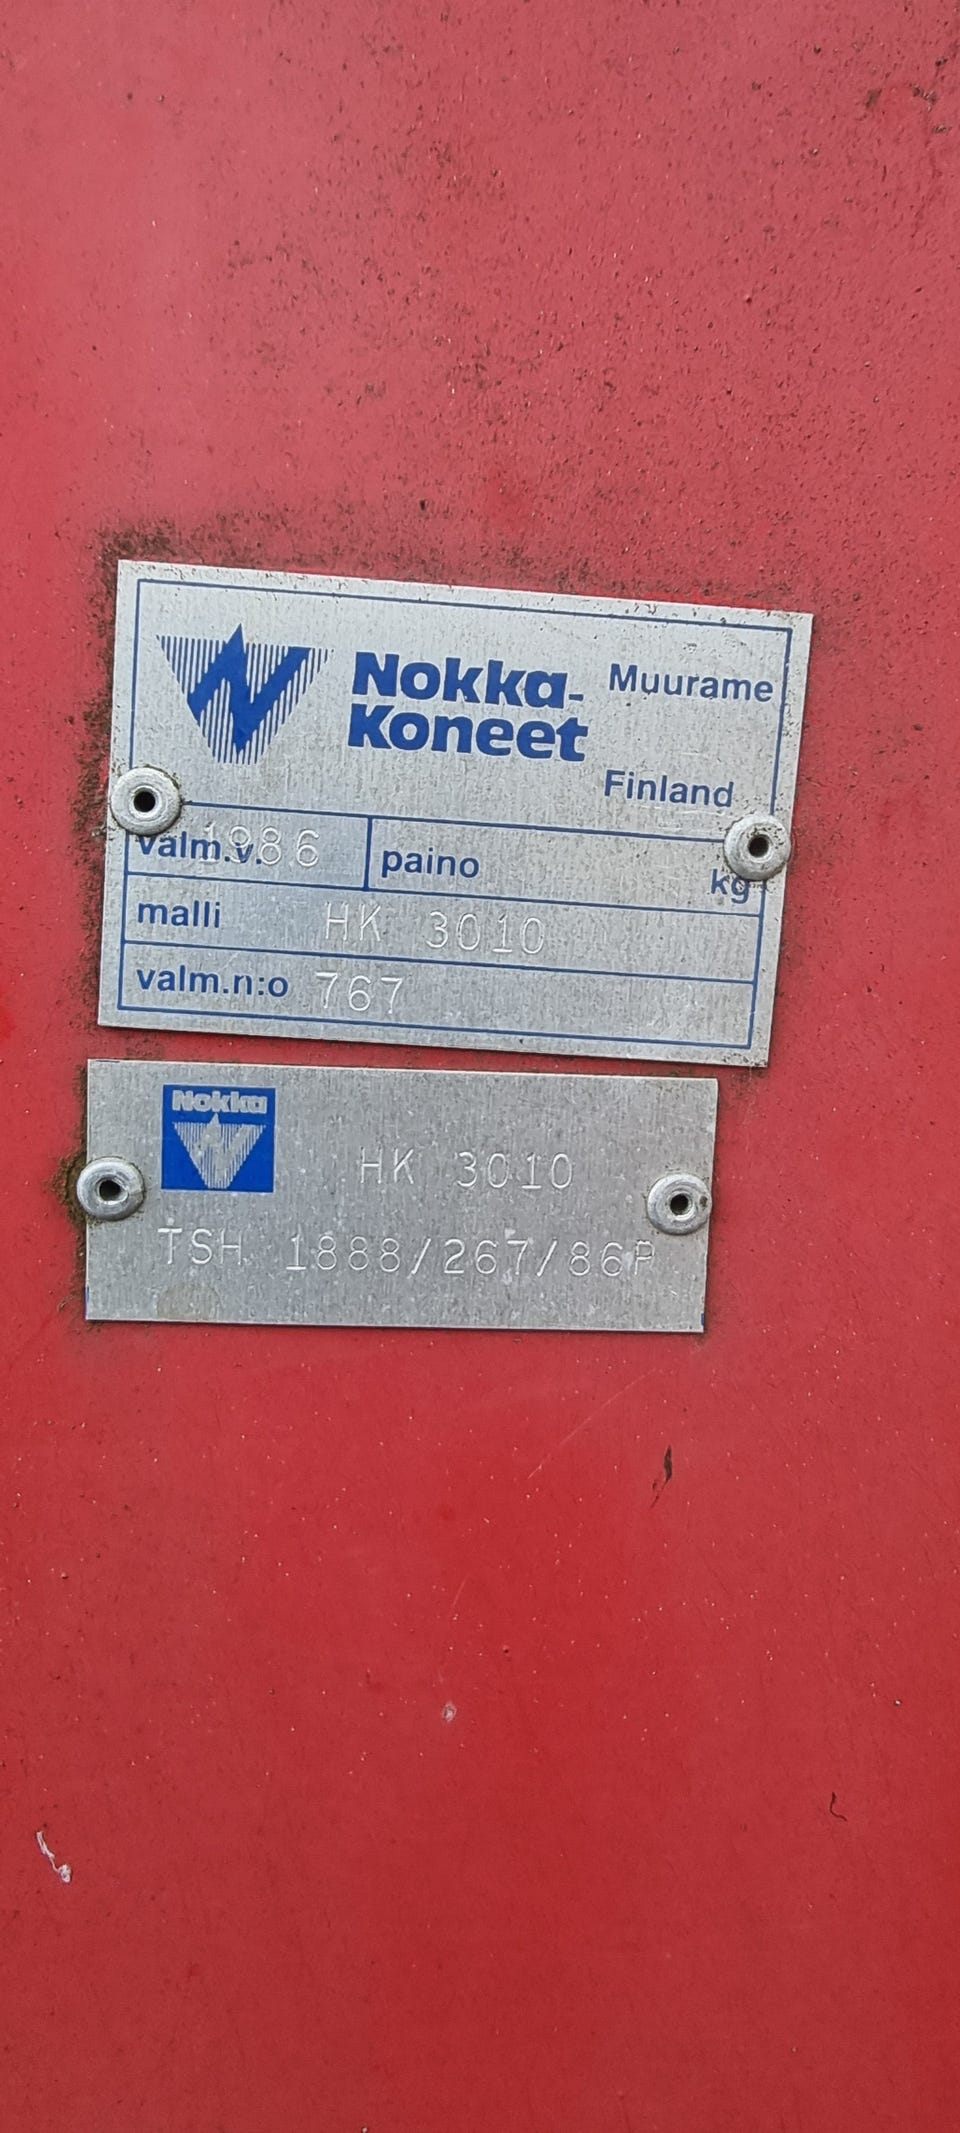 Nokka-
Koneet
Muurame
Finland
valm.v. 1986 paino kg
malli HK 3010
valm.n:o 767
Nokka
HK 3010
TSH 1888/267/86P